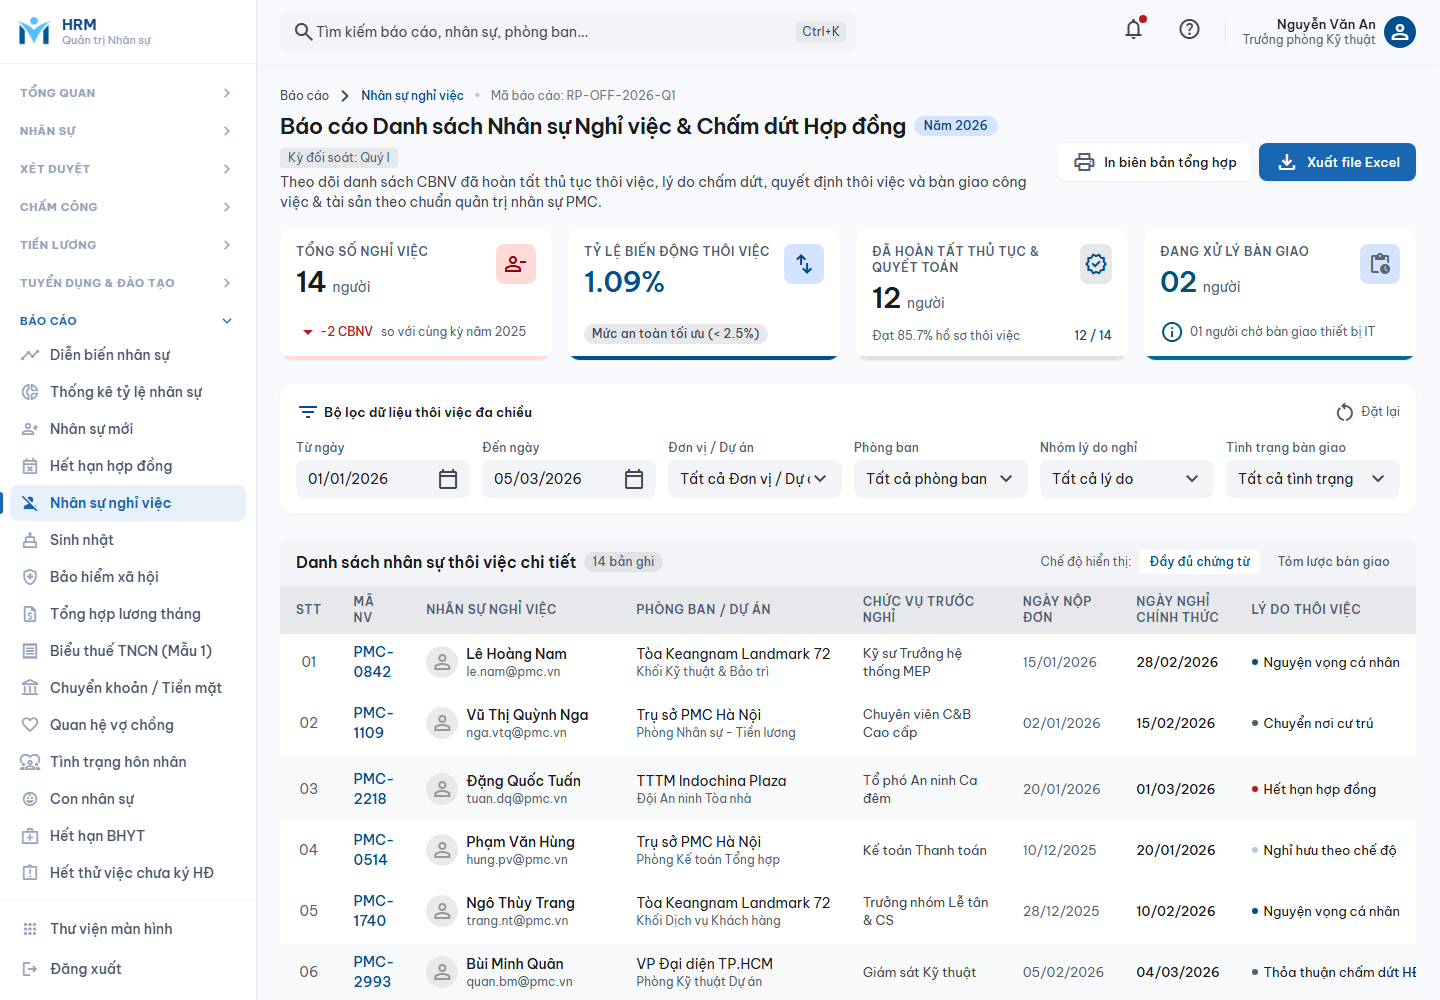 HRM
Quản trị Nhân sự
TỔNG QUAN
NHÂN SỰ
XÉT DUYỆT
CHẤM CÔNG
TIỀN LƯƠNG
TUYỂN DỤNG & ĐÀO TẠO
BÁO CÁO
Diễn biến nhân sự
Thống kê tỷ lệ nhân sự
Nhân sự mới
Hết hạn hợp đồng
Nhân sự nghỉ việc
Sinh nhật
Bảo hiểm xã hội
Tổng hợp lương tháng
Biểu thuế TNCN (Mẫu 1)
Chuyển khoản / Tiền mặt
Quan hệ vợ chồng
Tình trạng hôn nhân
Con nhân sự
Hết hạn BHYT
Hết thử việc chưa ký HĐ
Thư viện màn hình
Đăng xuất
Tìm kiếm báo cáo, nhân sự, phòng ban... Ctrl+K
Nguyễn Văn An
Trưởng phòng Kỹ thuật
Báo cáo Nhân sự nghỉ việc • Mã báo cáo: RP-OFF-2026-Q1
Báo cáo Danh sách Nhân sự Nghỉ việc & Chấm dứt Hợp đồng Năm 2026
Kỳ đối soát: Quý I
Theo dõi danh sách CBNV đã hoàn tất thủ tục thôi việc, lý do chấm dứt, quyết định thôi việc và bàn giao công
việc & tài sản theo chuẩn quản trị nhân sự PMC.
In biên bản tổng hợp
Xuất file Excel
TỔNG SỐ NGHỈ VIỆC
14 người
-2 CBNV so với cùng kỳ năm 2025
TỶ LỆ BIẾN ĐỘNG THÔI VIỆC
1.09%
Mức an toàn tối ưu (< 2.5%)
ĐÃ HOÀN TẤT THỦ TỤC &
QUYẾT TOÁN
12 người
Đạt 85.7% hồ sơ thôi việc 12 / 14
ĐANG XỬ LÝ BÀN GIAO
02 người
01 người chờ bàn giao thiết bị IT
Bộ lọc dữ liệu thôi việc đa chiều
Đặt lại
Từ ngày Đến ngày Đơn vị / Dự án Phòng ban Nhóm lý do nghỉ Tình trạng bàn giao
01/01/2026 05/03/2026 Tất cả Đơn vị / Dự Tất cả phòng ban Tất cả lý do Tất cả tình trạng
Danh sách nhân sự thôi việc chi tiết 14 bản ghi
Chế độ hiển thị: Đầy đủ chứng từ Tóm lược bàn giao
STT
MÃ
NV
NHÂN SỰ NGHỈ VIỆC
PHÒNG BAN / DỰ ÁN
CHỨC VỤ TRƯỚC
NGHỈ
NGÀY NỘP
ĐƠN
NGÀY NGHỈ
CHÍNH THỨC
LÝ DO THÔI VIỆC
01
PMC-
0842
Lê Hoàng Nam
le.nam@pmc.vn
Tòa Keangnam Landmark 72
Khối Kỹ thuật & Bảo trì
Kỹ sư Trưởng hệ
thống MEP
15/01/2026
28/02/2026
Nguyện vọng cá nhân
02
PMC-
1109
Vũ Thị Quỳnh Nga
nga.vtq@pmc.vn
Trụ sở PMC Hà Nội
Phòng Nhân sự - Tiền lương
Chuyên viên C&B
Cao cấp
02/01/2026
15/02/2026
Chuyển nơi cư trú
03
PMC-
2218
Đặng Quốc Tuấn
tuan.dq@pmc.vn
TTTM Indochina Plaza
Đội An ninh Tòa nhà
Tổ phó An ninh Ca
đêm
20/01/2026
01/03/2026
Hết hạn hợp đồng
04
PMC-
0514
Phạm Văn Hùng
hung.pv@pmc.vn
Trụ sở PMC Hà Nội
Phòng Kế toán Tổng hợp
Kế toán Thanh toán
10/12/2025
20/01/2026
Nghỉ hưu theo chế độ
05
PMC-
1740
Ngô Thùy Trang
trang.nt@pmc.vn
Tòa Keangnam Landmark 72
Khối Dịch vụ Khách hàng
Trưởng nhóm Lễ tân
& CS
28/12/2025
10/02/2026
Nguyện vọng cá nhân
06
PMC-
2993
Bùi Minh Quân
quan.bm@pmc.vn
VP Đại diện TP.HCM
Phòng Kỹ thuật Dự án
Giám sát Kỹ thuật
05/02/2026
04/03/2026
Thỏa thuận chấm dứt